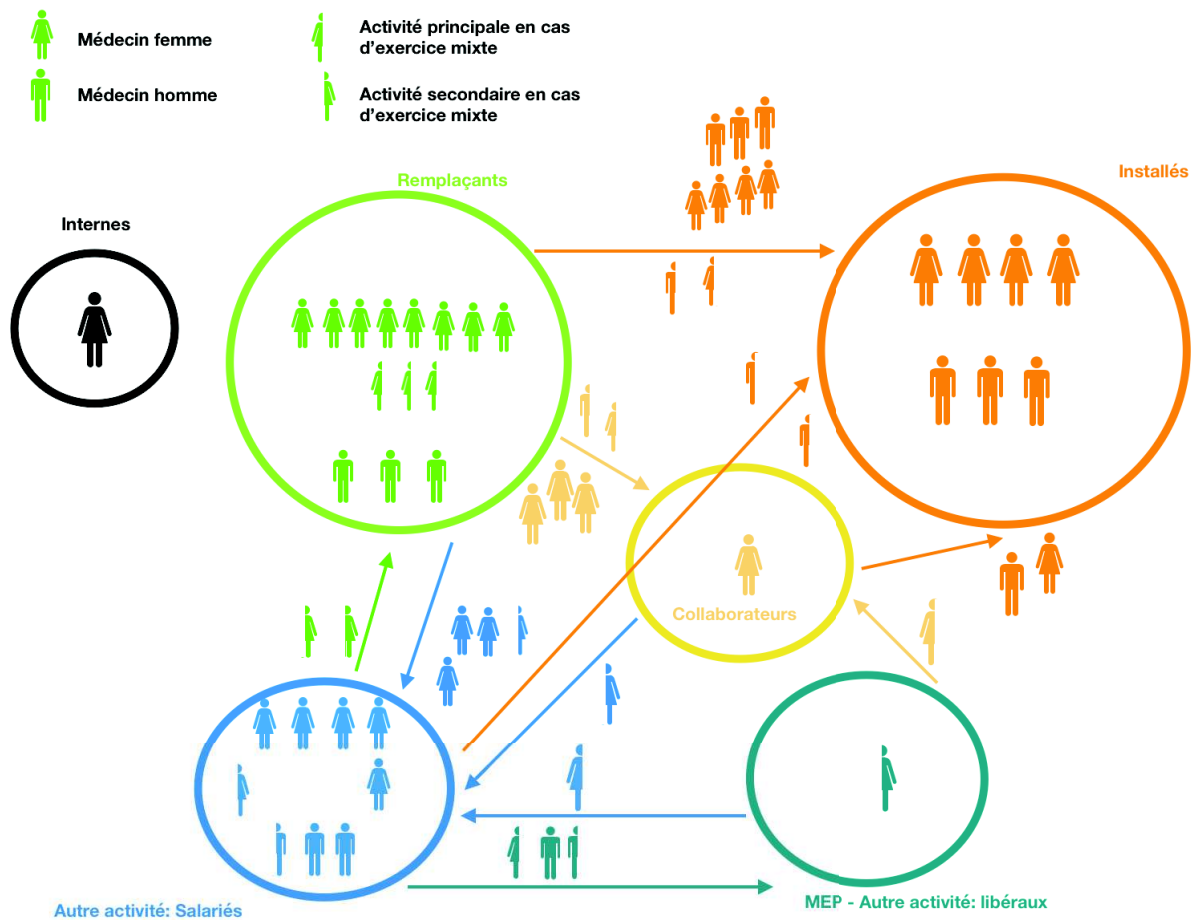 Médecin femme
Activité principale en cas
d'exercice mixte
Médecin homme
Activité secondaire en cas
d'exercice mixte
Remplaçants
Installés
Internes
Collaborateurs
Autre activité: Salariés
MEP - Autre activité: libéraux